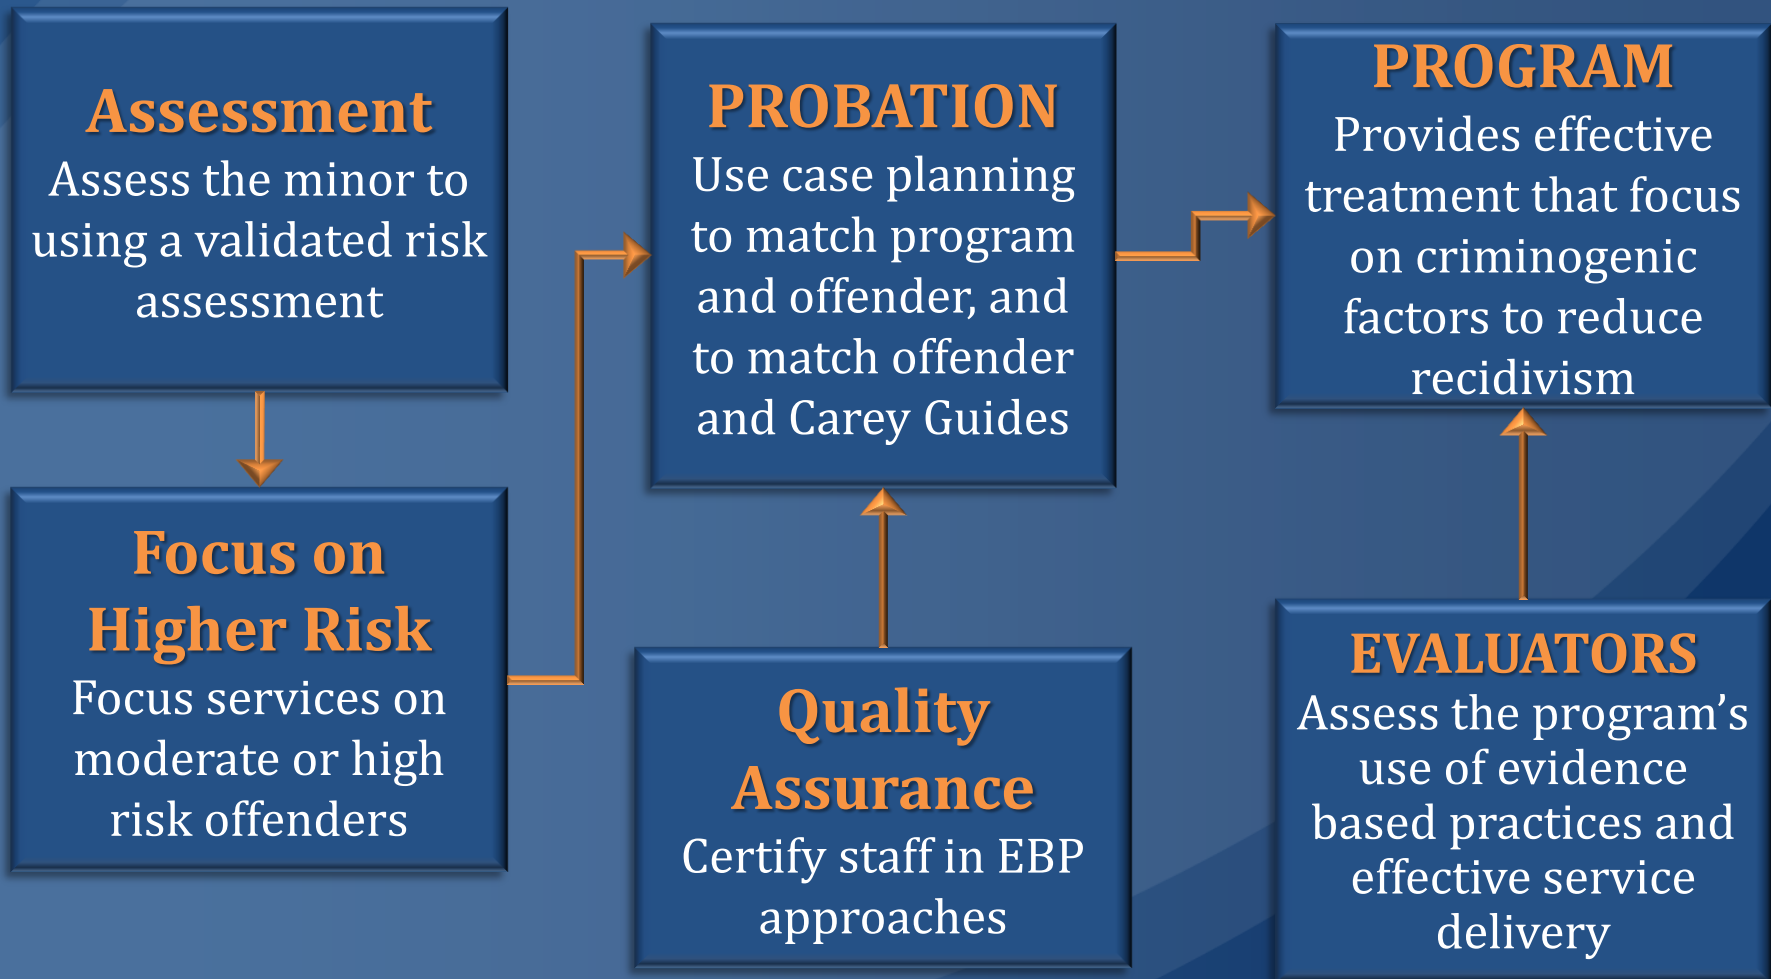 Assessment
Assess the minor to
using a validated risk
assessment
Focus on
Higher Risk
Focus services on
moderate or high
risk offenders
PROBATION
Use case planning
to match program
and offender, and
to match offender
and Carey Guides
Quality
Assurance
Certify staff in EBP
approaches
PROGRAM
Provides effective
treatment that focus
on criminogenic
factors to reduce
recidivism
EVALUATORS
Assess the program’s
use of evidence
based practices and
effective service
delivery